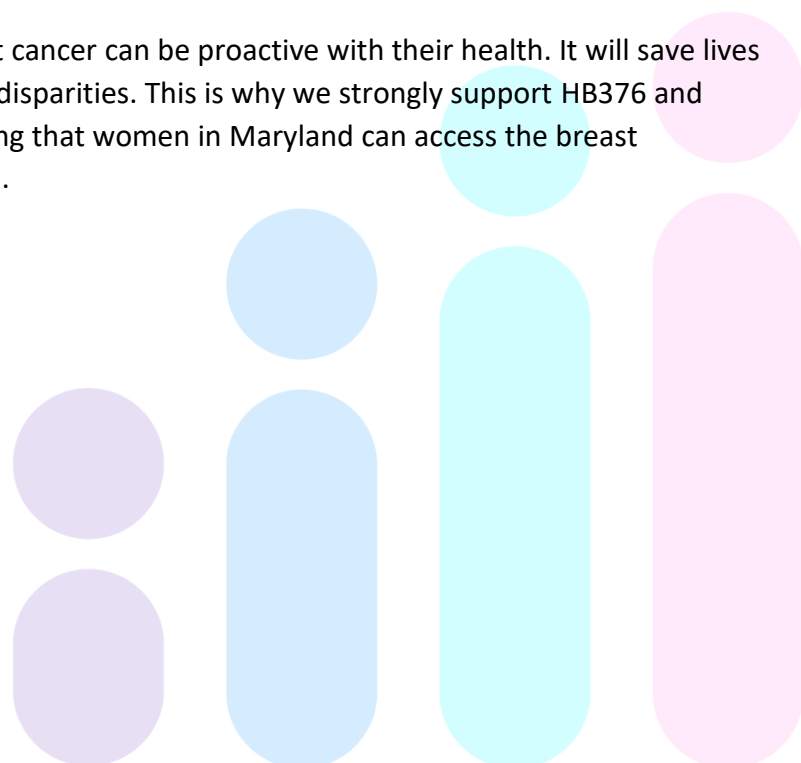 t cancer can be proactive with their health. It will save lives
disparities. This is why we strongly support HB376 and
ng that women in Maryland can access the breast
.